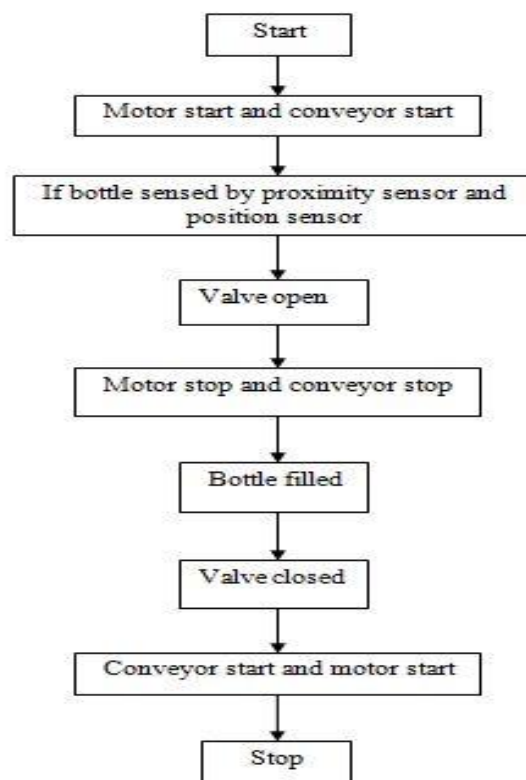 Start
Motor start and conveyor start
If bottle sensed by proximity sensor and
position sensor
Valve open
Motor stop and conveyor stop
Bottle filled
Valve closed
Conveyor start and motor start
Stop